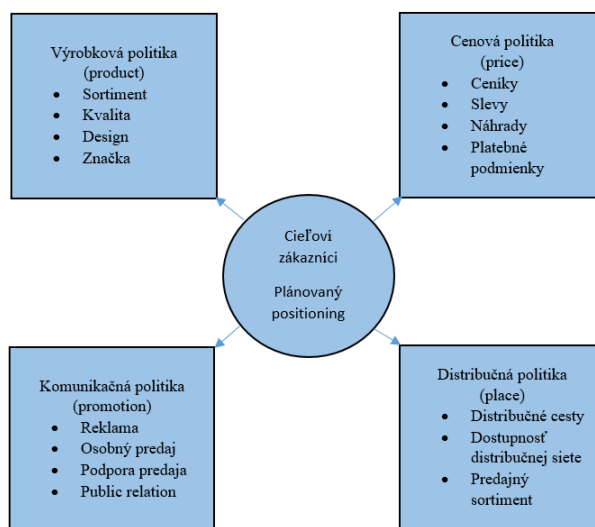 Výrobková politika
(product)
• Sortiment
• Kvalita
• Design
• Značka
Cenová politika
(price)
• Ceníky
• Slevy
• Náhrady
• Platebné
podmienky
Cieľoví
zákazníci
Plánovaný
positioning
Komunikačná politika
(promotion)
• Reklama
• Osobný predaj
• Podpora predaja
• Public relation
Distribučná politika
(place)
• Distribučné cesty
• Dostupnosť
distribučnej siete
• Predajný
sortiment